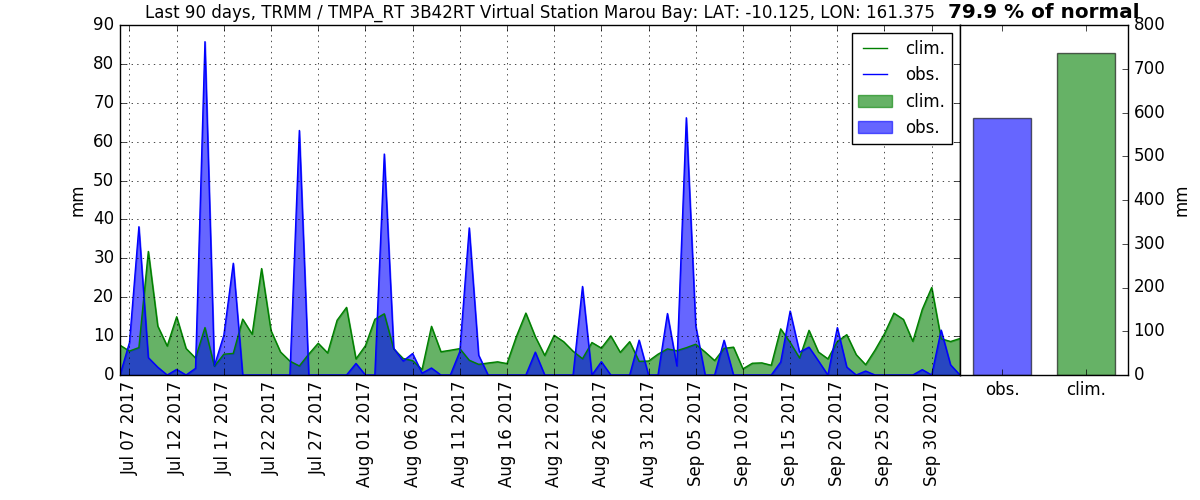 Last 90 days, TRMM / TMPA_RT 3B42RT Virtual Station Marou Bay: LAT: -10.125, LON: 161.375 79.9 % of normal
90
80
70
60
50
40
30
20
10
0
mm
clim.
obs.
clim.
obs.
Jul 07 2017
Jul 12 2017
Jul 17 2017
Jul 22 2017
Jul 27 2017
Aug 01 2017
Aug 06 2017
Aug 11 2017
Aug 16 2017
Aug 21 2017
Aug 26 2017
Aug 31 2017
Sep 05 2017
Sep 10 2017
Sep 15 2017
Sep 20 2017
Sep 25 2017
Sep 30 2017
800
700
600
500
400
300
200
100
0
mm
obs.
clim.